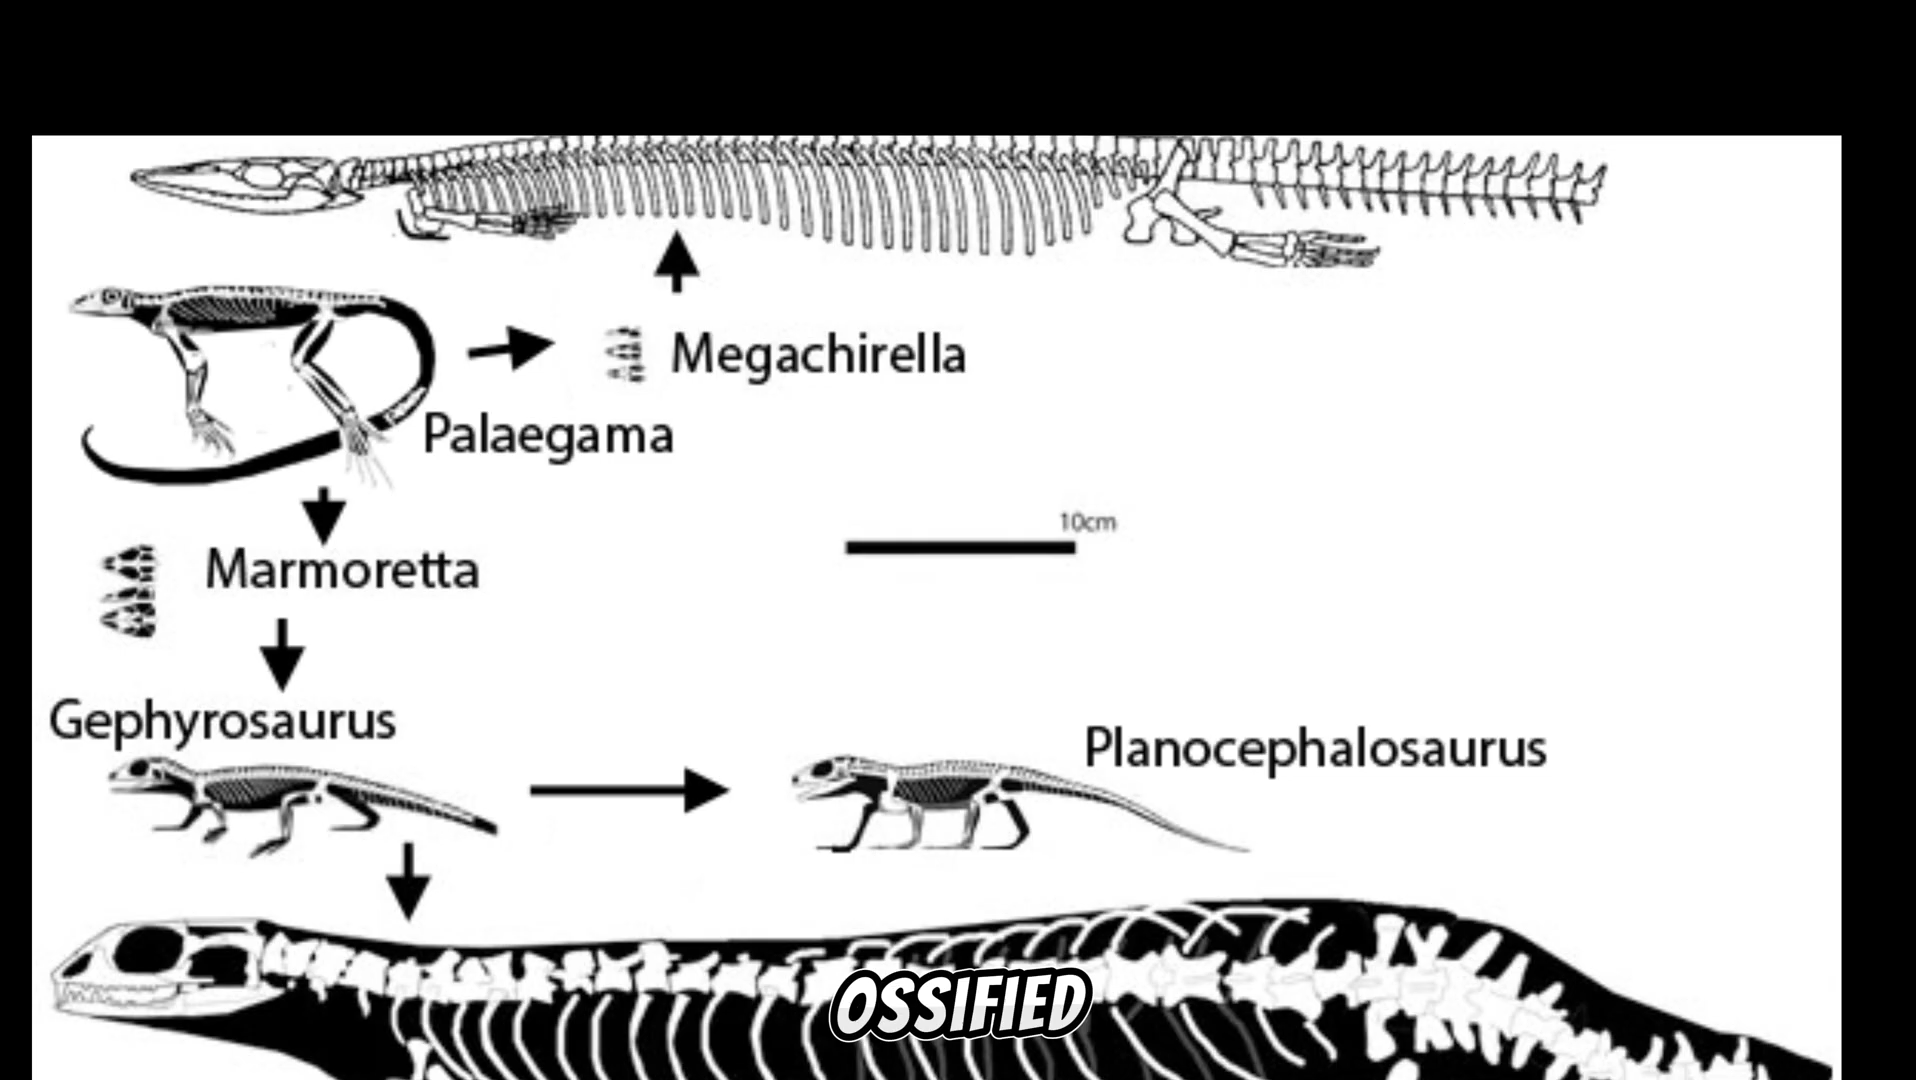 Megachirella
Palaegama
10cm
Marmoretta
Gephyrosaurus
Planocephalosaurus
OSSIFIED